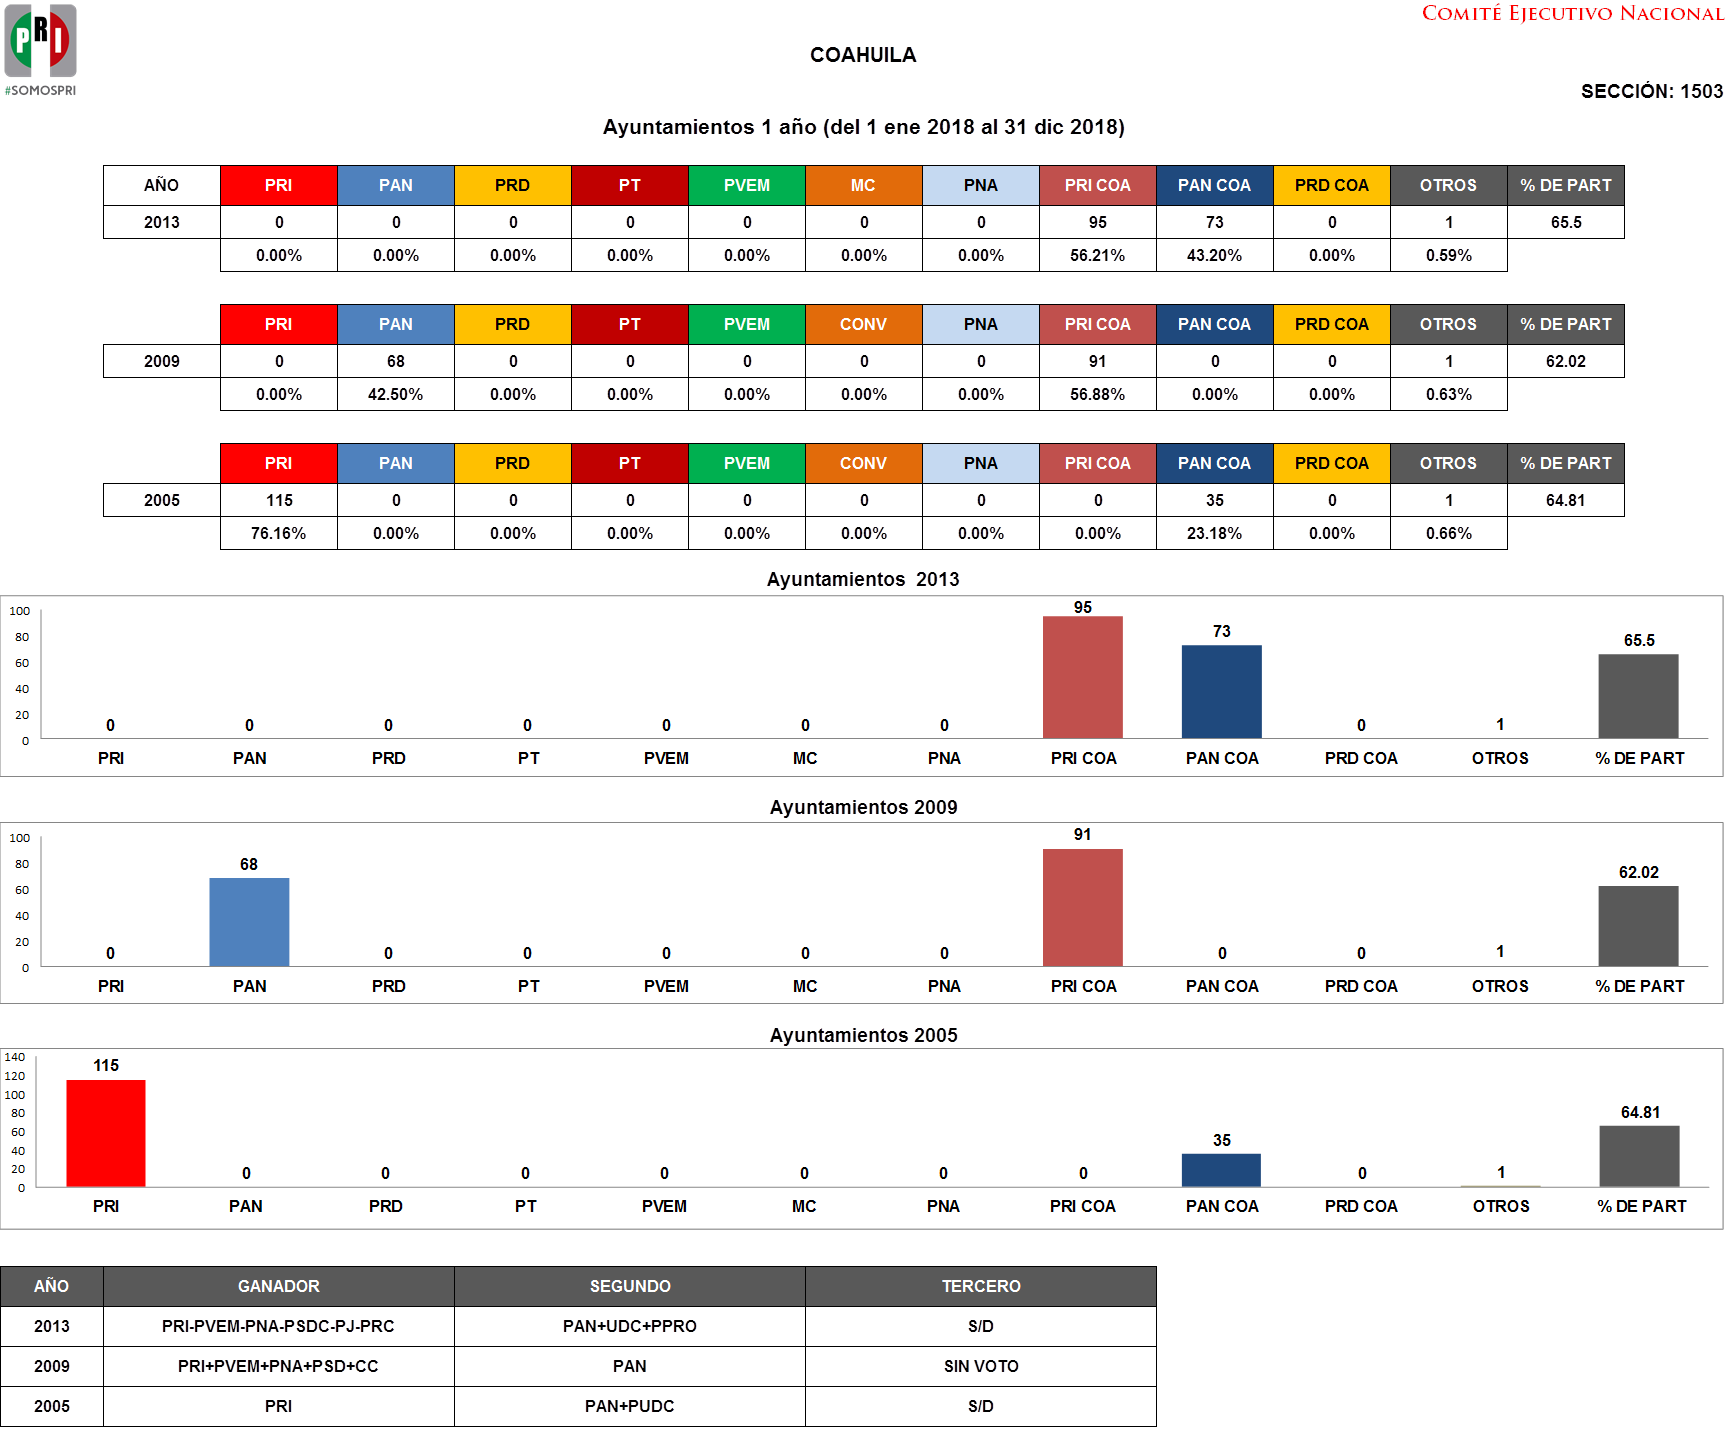 COMITÉ EJECUTIVO NACIONAL
PRI
#SOMOSPRI
COAHUILA
SECCIÓN: 1503
Ayuntamientos 1 año (del 1 ene 2018 al 31 dic 2018)
AÑO PRI PAN PRD PT PVEM MC PNA PRI COA PAN COA PRD COA OTROS % DE PART
2013 0 0 0 0 0 0 0 95 73 0 1 65.5
0.00% 0.00% 0.00% 0.00% 0.00% 0.00% 0.00% 56.21% 43.20% 0.00% 0.59%
PRI PAN PRD PT PVEM CONV PNA PRI COA PAN COA PRD COA OTROS % DE PART
2009 0 68 0 0 0 0 0 91 0 0 1 62.02
0.00% 42.50% 0.00% 0.00% 0.00% 0.00% 0.00% 56.88% 0.00% 0.00% 0.63%
PRI PAN PRD PT PVEM CONV PNA PRI COA PAN COA PRD COA OTROS % DE PART
2005 115 0 0 0 0 0 0 0 35 0 1 64.81
76.16% 0.00% 0.00% 0.00% 0.00% 0.00% 0.00% 0.00% 23.18% 0.00% 0.66%
Ayuntamientos 2013
100
80
60
40
20
0
0 0 0 0 0 0 0 95 73 0 1 65.5
PRI PAN PRD PT PVEM MC PNA PRI COA PAN COA PRD COA OTROS % DE PART
Ayuntamientos 2009
100
80
60
40
20
0
0 68 0 0 0 0 0 91 0 0 1 62.02
PRI PAN PRD PT PVEM MC PNA PRI COA PAN COA PRD COA OTROS % DE PART
Ayuntamientos 2005
140
120
100
80
60
40
20
0
115 0 0 0 0 0 0 0 35 0 1 64.81
PRI PAN PRD PT PVEM MC PNA PRI COA PAN COA PRD COA OTROS % DE PART
AÑO GANADOR SEGUNDO TERCERO
2013 PRI-PVEM-PNA-PSDC-PJ-PRC PAN+UDC+PPRO S/D
2009 PRI+PVEM+PNA+PSD+CC PAN SIN VOTO
2005 PRI PAN+PUDC S/D